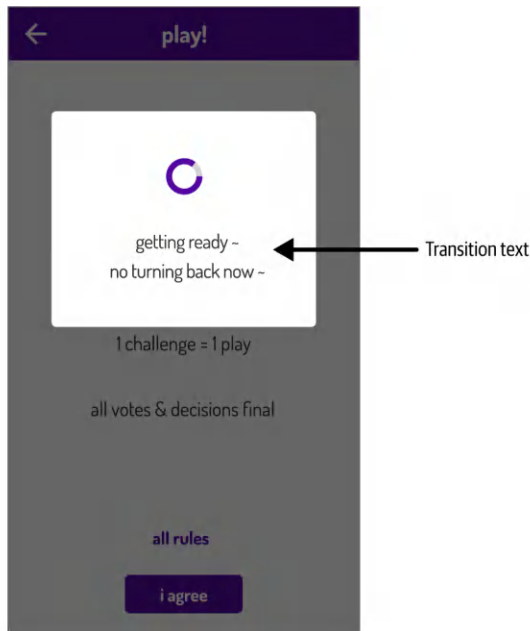 play!
getting ready ~
no turning back now ~
Transition text
1 challenge = 1 play
all votes & decisions final
all rules
i agree